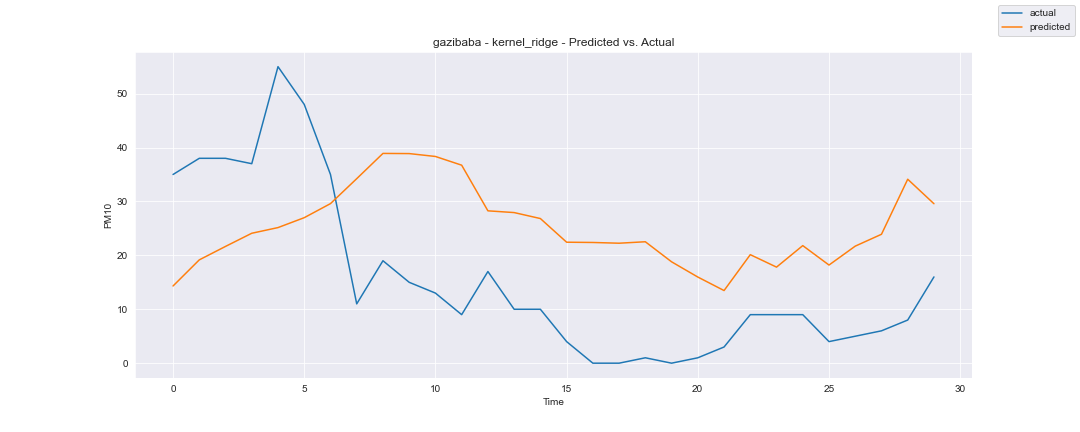 actual
predicted
gazibaba - kernel_ridge - Predicted vs. Actual
50
40
30
20
10
0
PM10
0 5 10 15 20 25 30
Time